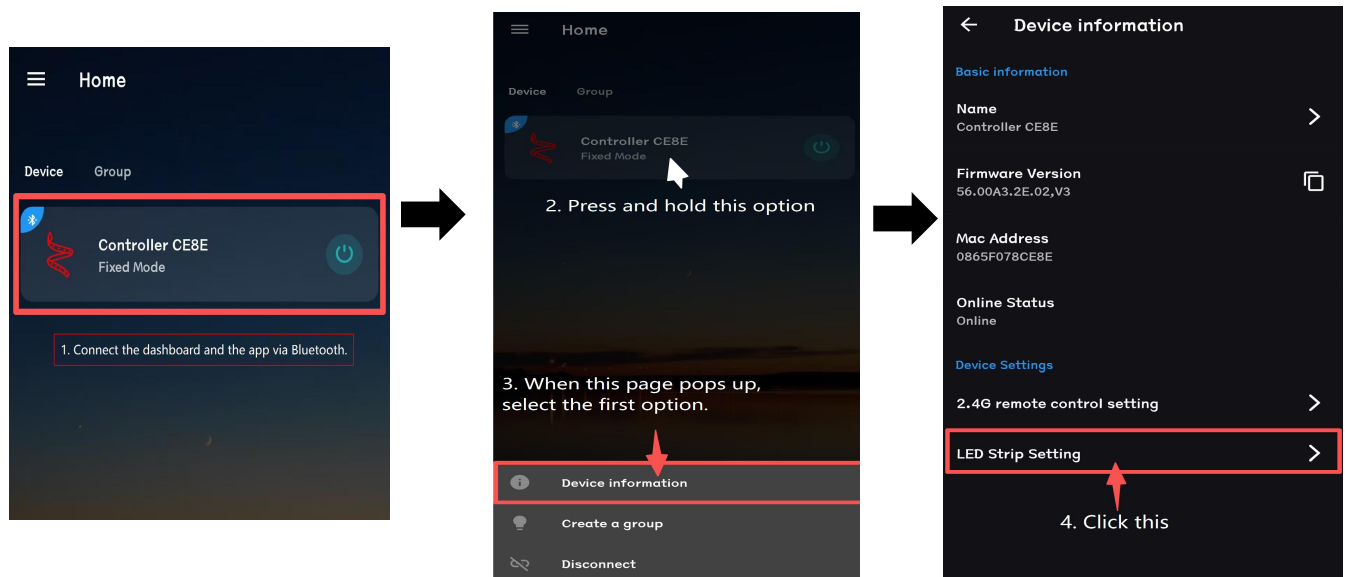 Home
Device Group
Controller CE8E
Fixed Mode
1. Connect the dashboard and the app via Bluetooth.
Home
Device Group
Controller CE8E
Fixed Mode
2. Press and hold this option
3. When this page pops up,
select the first option.
Device information
Create a group
Disconnect
Device information
Basic information
Name
Controller CE8E
Firmware Version
56.00A3.2E.02,V3
Mac Address
0865F078CE8E
Online Status
Online
Device Settings
2.4G remote control setting
LED Strip Setting
4. Click this